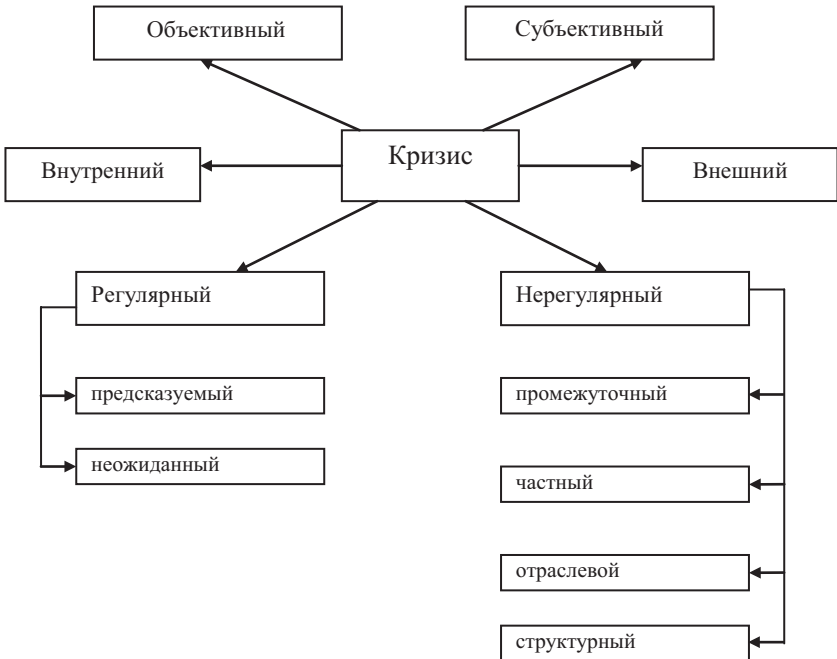 Объективный
Субъективный
Кризис
Внутренний
Внешний
Регулярный
Нерегулярный
предсказуемый
промежуточный
неожиданный
частный
отраслевой
структурный